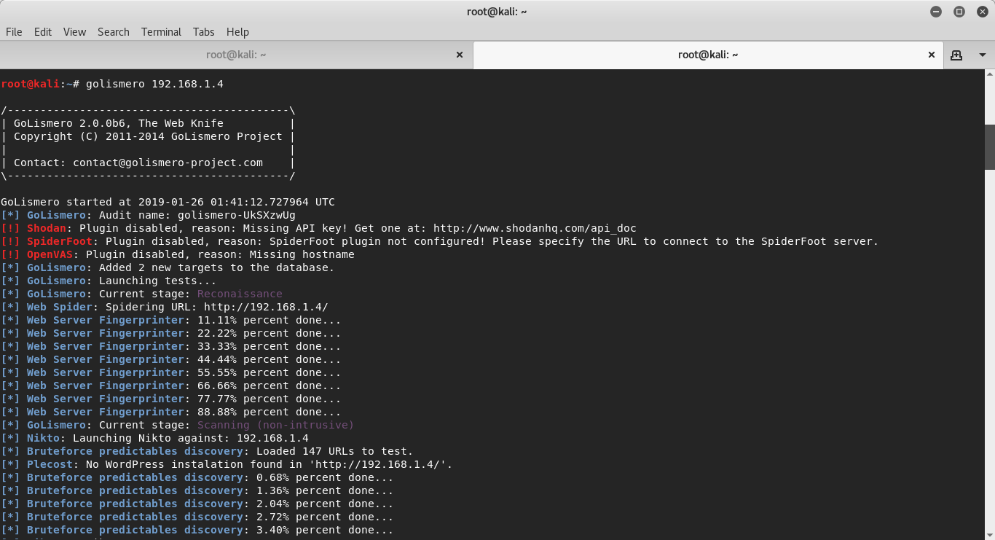 root@kali: ~
File Edit View Search Terminal Tabs Help
root@kali: ~ × root@kali: ~ ×
root@kali:~# golismero 192.168.1.4
/-------------------------------------------\
| GoLismero 2.0.0b6, The Web Knife |
| Copyright (C) 2011-2014 GoLismero Project |
| |
| Contact: contact@golismero-project.com |
\-------------------------------------------/
GoLismero started at 2019-01-26 01:41:12.727964 UTC
[*] GoLismero: Audit name: golismero-UkSXzwUg
[!] Shodan: Plugin disabled, reason: Missing API key! Get one at: http://www.shodanhq.com/api_doc
[!] SpiderFoot: Plugin disabled, reason: SpiderFoot plugin not configured! Please specify the URL to connect to the SpiderFoot server.
[!] OpenVAS: Plugin disabled, reason: Missing hostname
[*] GoLismero: Added 2 new targets to the database.
[*] GoLismero: Launching tests...
[*] GoLismero: Current stage: Reconaissance
[*] Web Spider: Spidering URL: http://192.168.1.4/
[*] Web Server Fingerprinter: 11.11% percent done...
[*] Web Server Fingerprinter: 22.22% percent done...
[*] Web Server Fingerprinter: 33.33% percent done...
[*] Web Server Fingerprinter: 44.44% percent done...
[*] Web Server Fingerprinter: 55.55% percent done...
[*] Web Server Fingerprinter: 66.66% percent done...
[*] Web Server Fingerprinter: 77.77% percent done...
[*] Web Server Fingerprinter: 88.88% percent done...
[*] GoLismero: Current stage: Scanning (non-intrusive)
[*] Nikto: Launching Nikto against: 192.168.1.4
[*] Bruteforce predictables discovery: Loaded 147 URLs to test.
[*] Plecost: No WordPress instalation found in 'http://192.168.1.4/'.
[*] Bruteforce predictables discovery: 0.68% percent done...
[*] Bruteforce predictables discovery: 1.36% percent done...
[*] Bruteforce predictables discovery: 2.04% percent done...
[*] Bruteforce predictables discovery: 2.72% percent done...
[*] Bruteforce predictables discovery: 3.40% percent done...